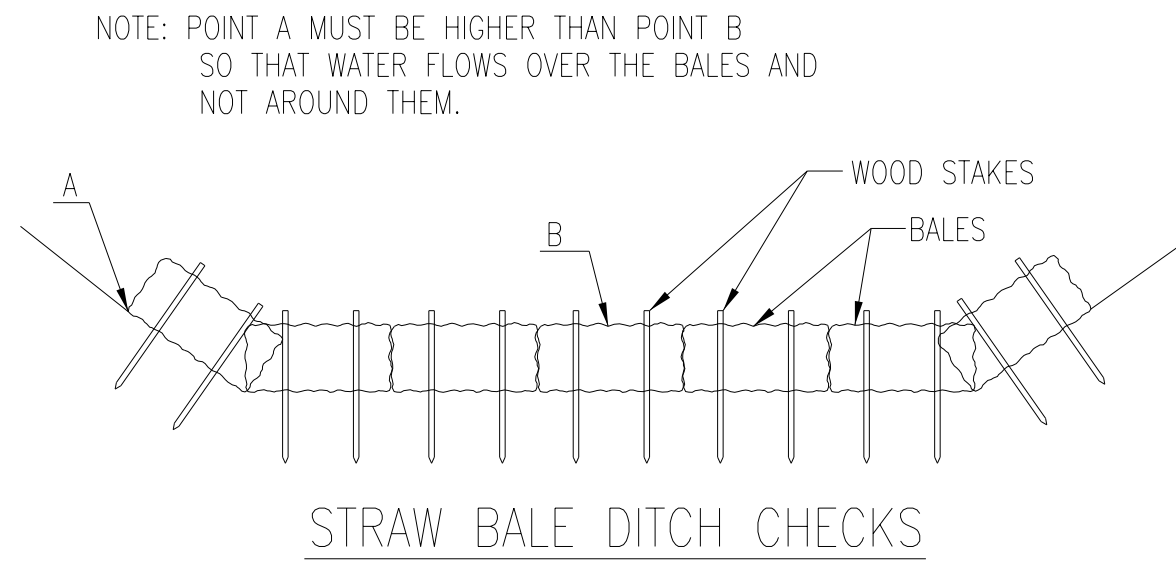 NOTE: POINT A MUST BE HIGHER THAN POINT B
SO THAT WATER FLOWS OVER THE BALES AND
NOT AROUND THEM.
A
WOOD STAKES
B
BALES
STRAW BALE DITCH CHECKS